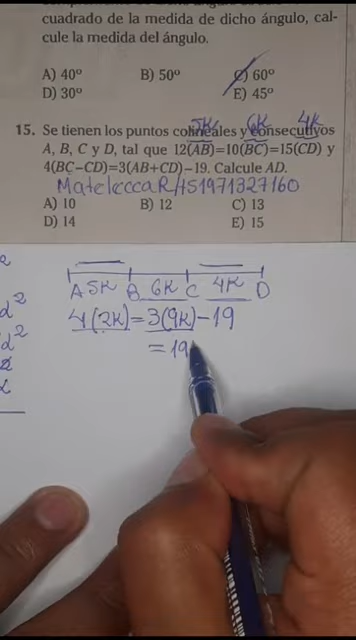 cuadrado de la medida de dicho ángulo, cal-
cule la medida del ángulo.
A) 40° B) 50° C) 60°
D) 30° E) 45°
5K 6K 4K
15. Se tienen los puntos colineales y consecutivos
A, B, C y D, tal que 12(AB)=10(BC)=15(CD) y
4(BC-CD)=3(AB+CD)-19. Calcule AD.
A) 10 B) 12 C) 13
D) 14 E) 15
A 5K B 6K C 4K D
4(2K)=3(9K)-19
=19